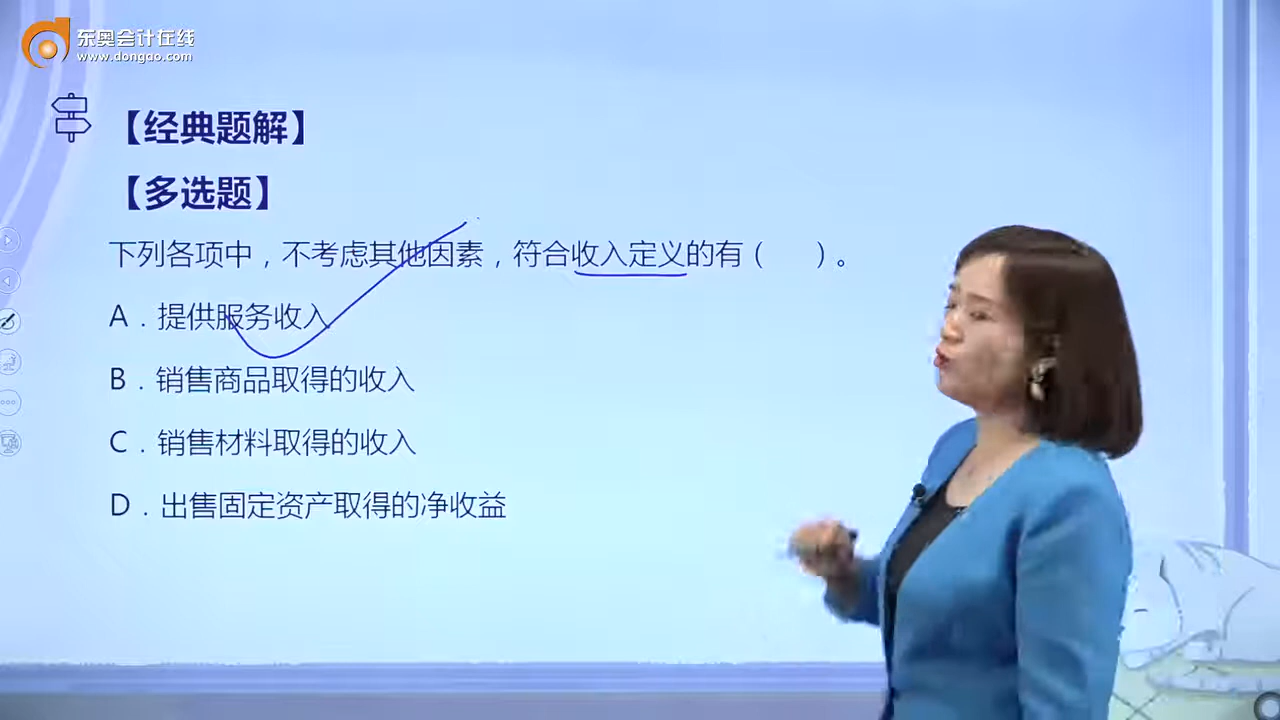 东奥会计在线
www.dongao.com
【经典题解】
【多选题】
下列各项中，不考虑其他因素，符合收入定义的有（　　）。
A．提供服务收入
B．销售商品取得的收入
C．销售材料取得的收入
D．出售固定资产取得的净收益